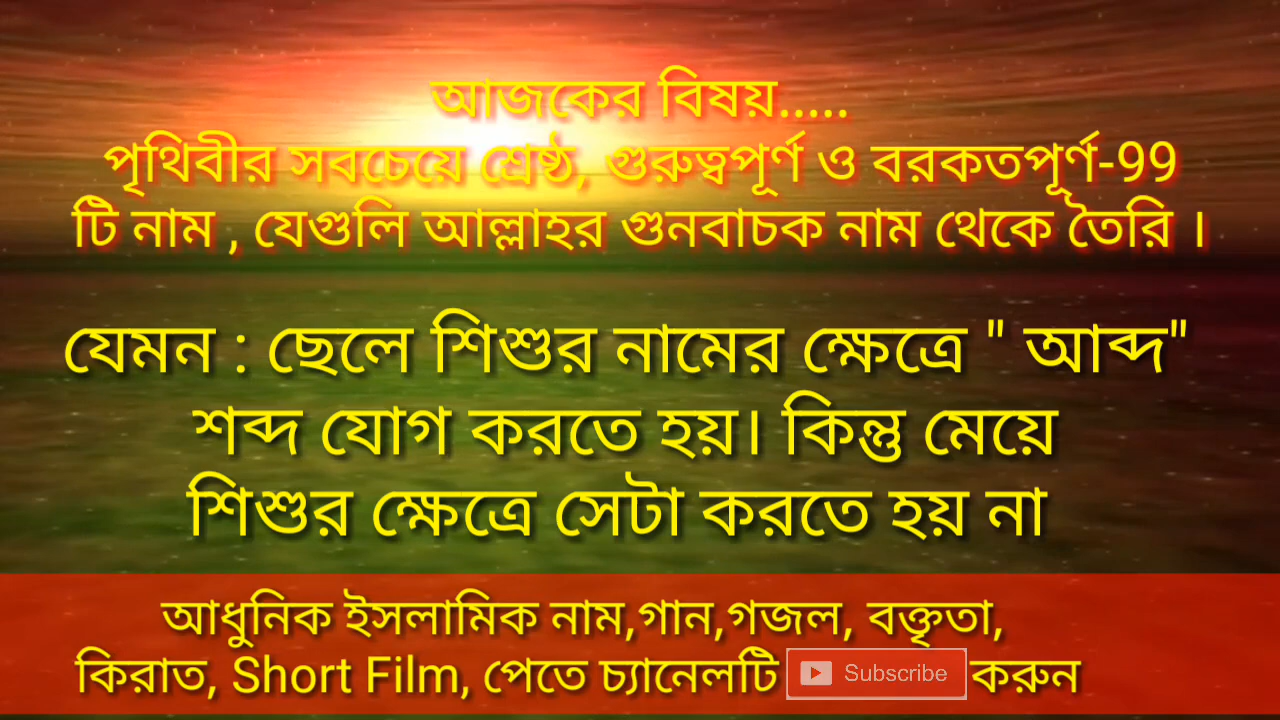 আজকের বিষয়.....
পৃথিবীর সবচেয়ে শ্রেষ্ঠ, গুরুত্বপূর্ণ ও বরকতপূর্ণ-99
টি নাম , যেগুলি আল্লাহর গুনবাচক নাম থেকে তৈরি ।
যেমন : ছেলে শিশুর নামের ক্ষেত্রে " আব্দ"
শব্দ যোগ করতে হয়। কিন্তু মেয়ে
শিশুর ক্ষেত্রে সেটা করতে হয় না
আধুনিক ইসলামিক নাম,গান,গজল, বক্তৃতা,
কিরাত, Short Film, পেতে চ্যানেলটি Subscribe করুন